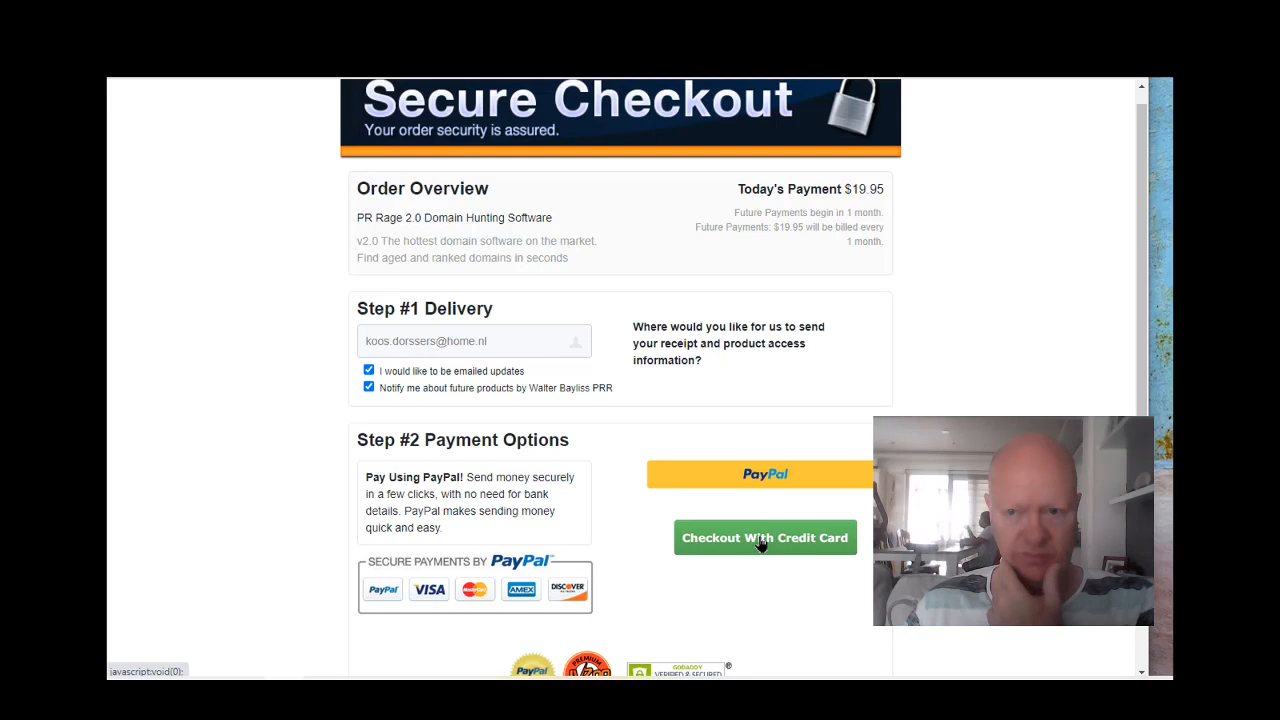 Secure Checkout
Your order security is assured.
Order Overview
Today's Payment $19.95
PR Rage 2.0 Domain Hunting Software
Future Payments begin in 1 month.
Future Payments: $19.95 will be billed every
1 month.
v2.0 The hottest domain software on the market.
Find aged and ranked domains in seconds
Step #1 Delivery
koos.dorssers@home.nl
Where would you like for us to send
your receipt and product access
information?
I would like to be emailed updates
Notify me about future products by Walter Bayliss PRR
Step #2 Payment Options
Pay Using PayPal! Send money securely
in a few clicks, with no need for bank
details. PayPal makes sending money
quick and easy.
PayPal
Checkout With Credit Card
SECURE PAYMENTS BY PayPal
PayPal VISA MasterCard AMEX DISCOVER
PayPal
PREMIUM
GODADDY
VERIFIED & SECURED
javascript:void(0);